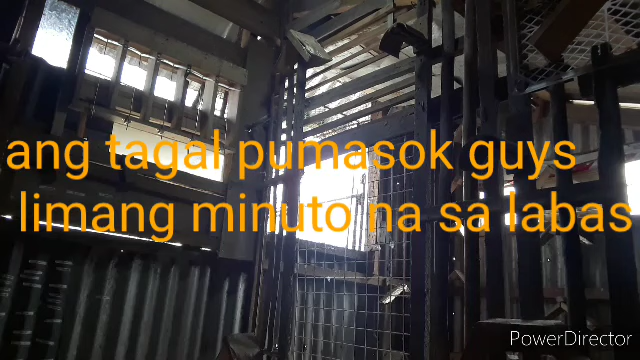 ang tagal pumasok guys
limang minuto na sa labas
PowerDirector